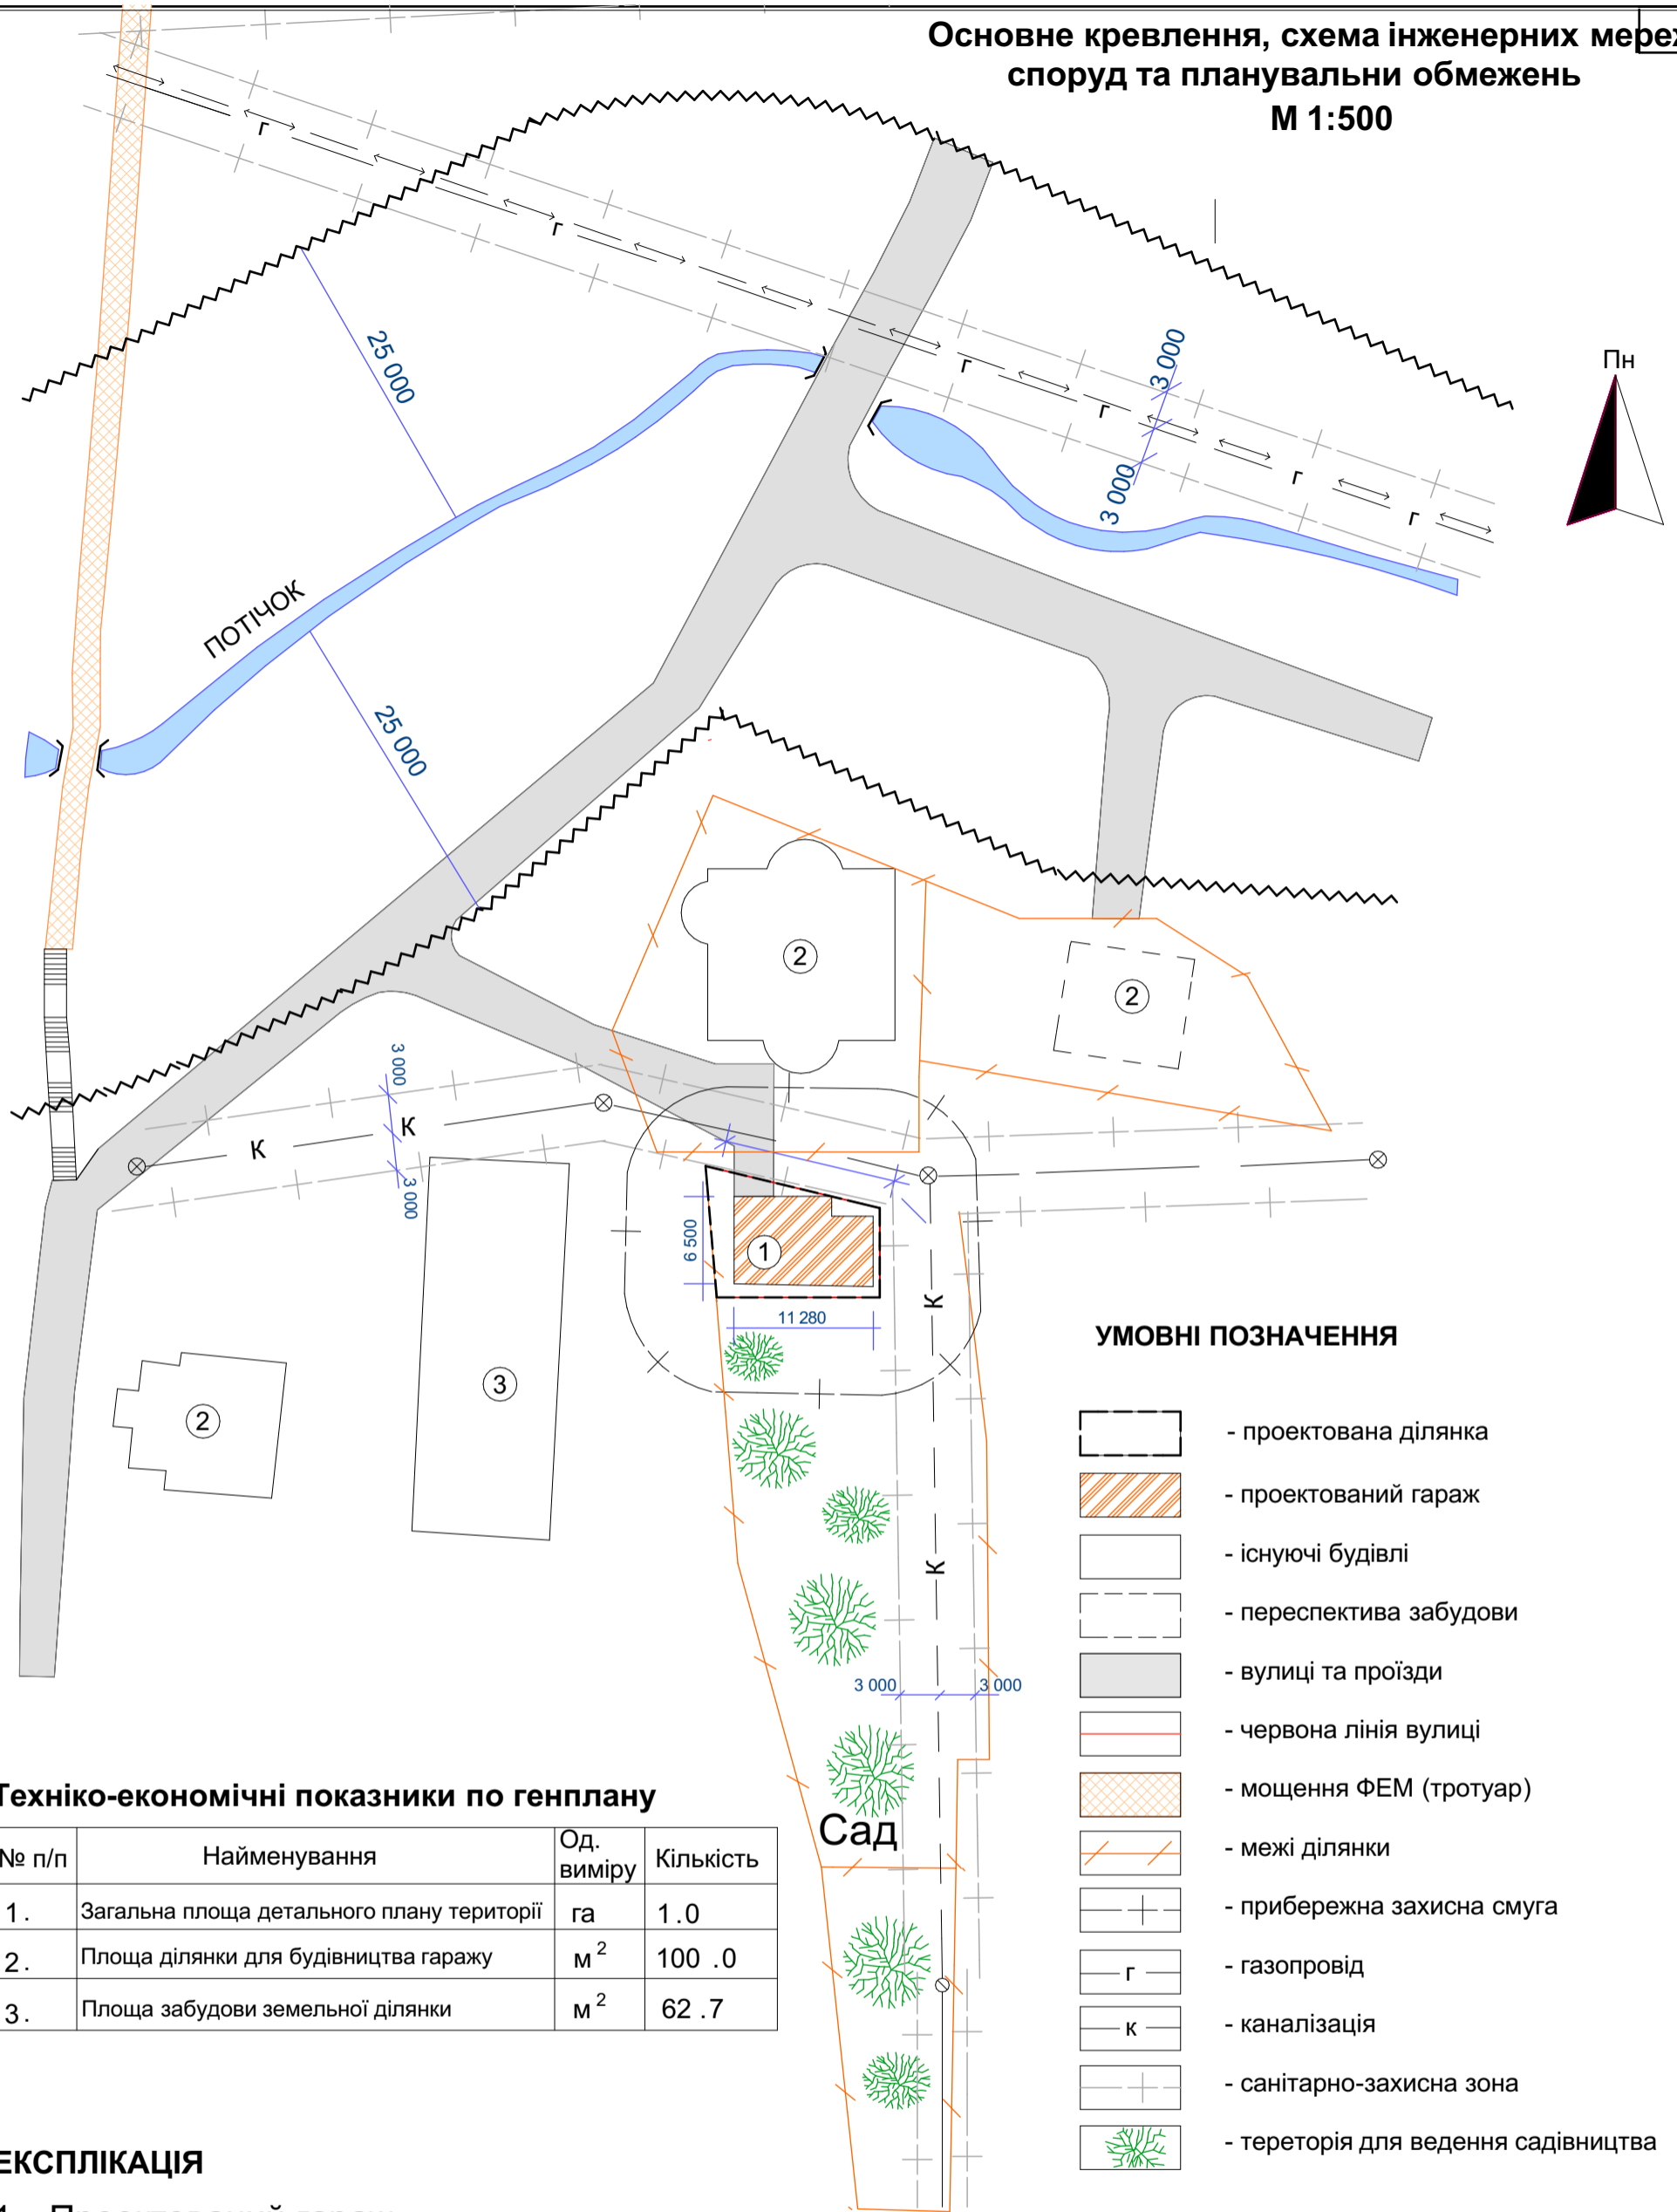 Основне кревлення, схема інженерних мереж
споруд та планувальни обмежень
М 1:500
Г
Г
Г
Г
Г
Г
25 000
3 000
3 000
Пн
ПОТІЧОК
25 000
2
2
3 000
К
К
3 000
6 500
1
11 280
К
3
2
К
3 000
3 000
Сад
УМОВНІ ПОЗНАЧЕННЯ
- проектована ділянка
- проектований гараж
- існуючі будівлі
- переспектива забудови
- вулиці та проїзди
- червона лінія вулиці
- мощення ФЕМ (тротуар)
- межі ділянки
- прибережна захисна смуга
г - газопровід
к - каналізація
- санітарно-захисна зона
- тереторія для ведення садівництва
Техніко-економічні показники по генплану
№ п/п Найменування Од. виміру Кількість
1. Загальна площа детального плану території га 1.0
2. Площа ділянки для будівництва гаражу м 2 100 .0
3. Площа забудови земельної ділянки м 2 62 .7
ЕКСПЛІКАЦІЯ